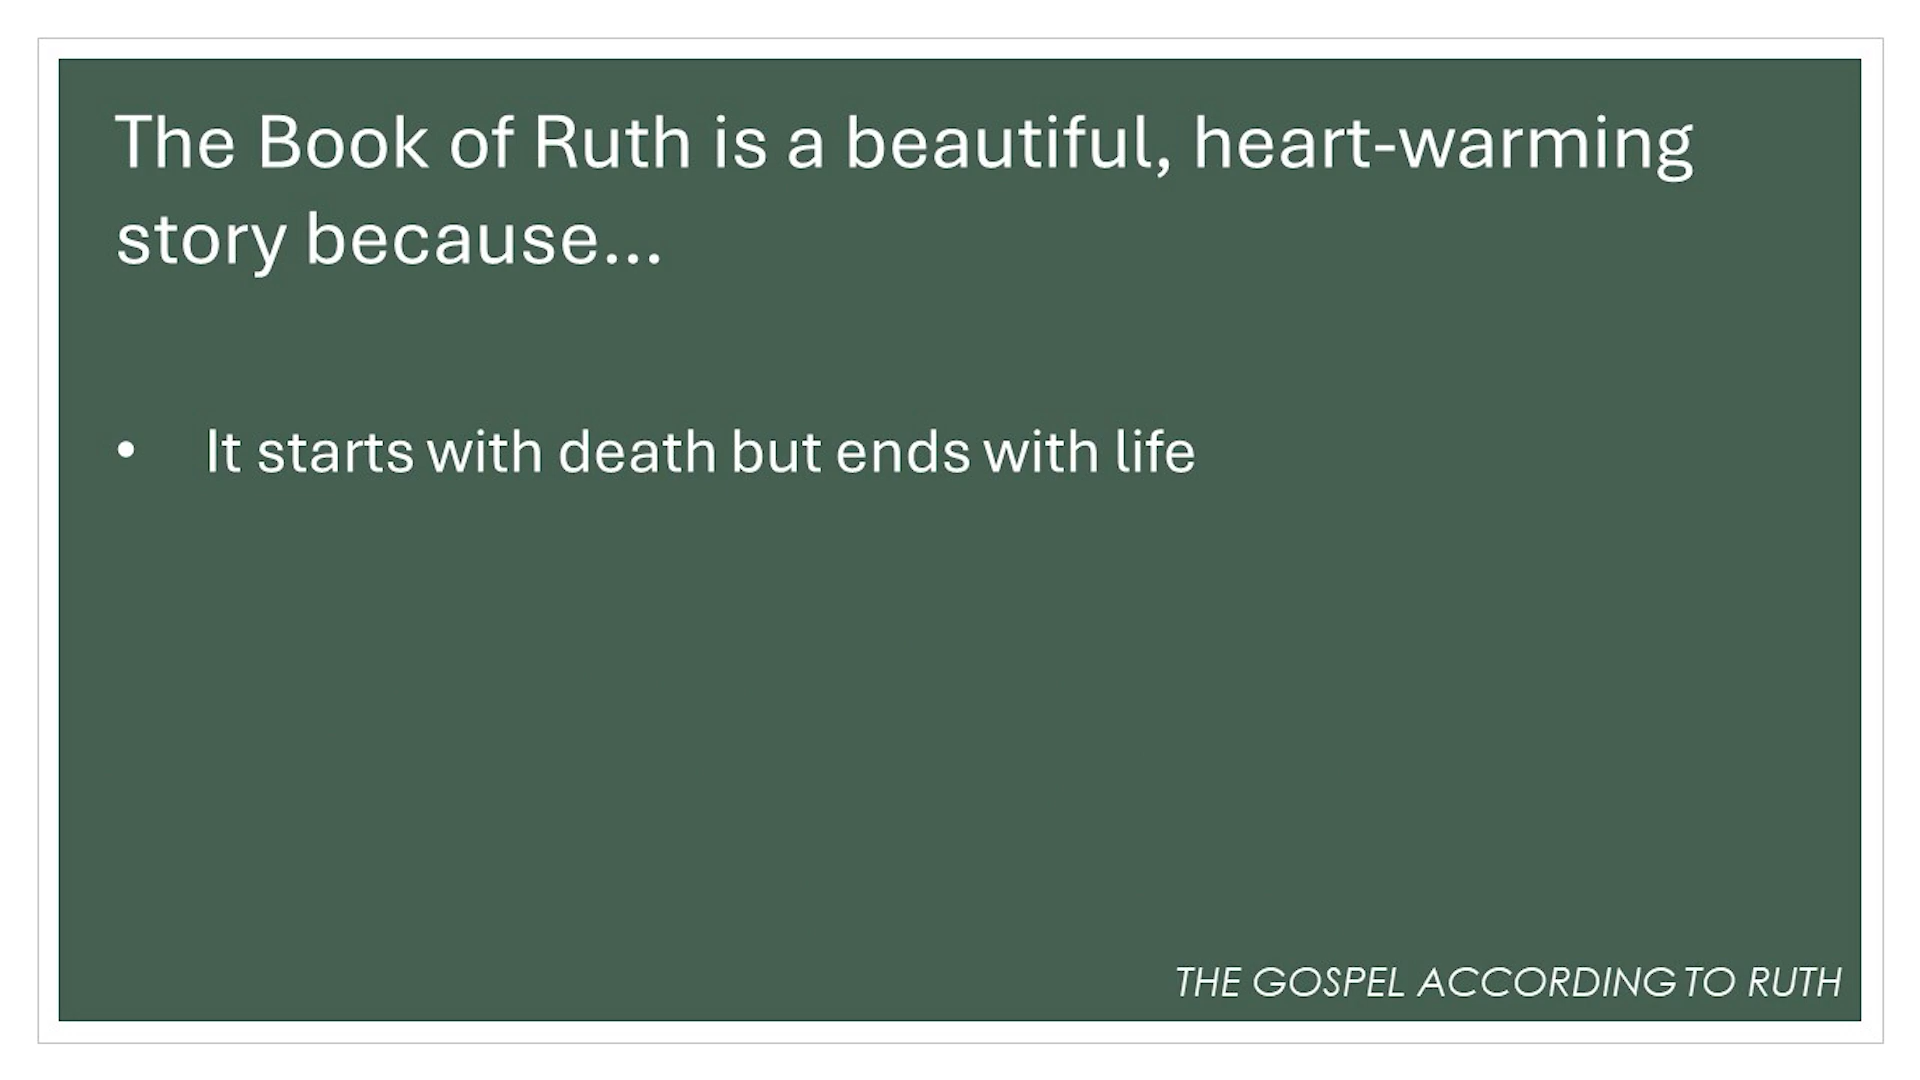 The Book of Ruth is a beautiful, heart-warming
story because...
• It starts with death but ends with life
THE GOSPEL ACCORDING TO RUTH